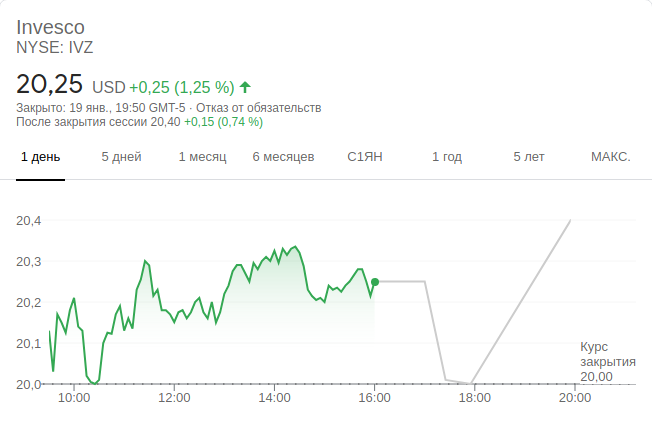 Invesco
NYSE: IVZ
20,25 USD +0,25 (1,25 %)
Закрыто: 19 янв., 19:50 GMT-5 · Отказ от обязательств
После закрытия сессии 20,40 +0,15 (0,74 %)
1 день 5 дней 1 месяц 6 месяцев С1ЯН 1 год 5 лет МАКС.
20,4
20,3
20,2
20,1
20,0
Курс
закрытия
20,00
10:00 12:00 14:00 16:00 18:00 20:00